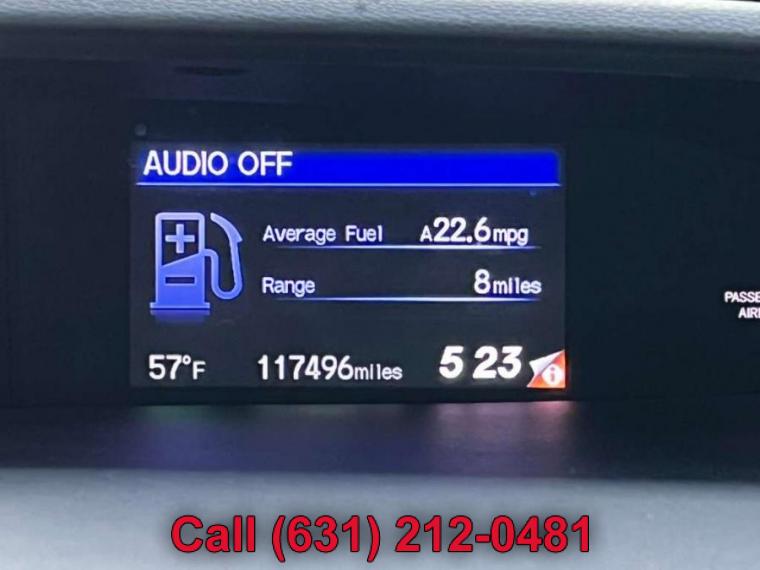 AUDIO OFF
Average Fuel A22.6mpg
Range 8miles
57°F 117496miles 5 23 i
PASSE
AIR
Call (631) 212-0481